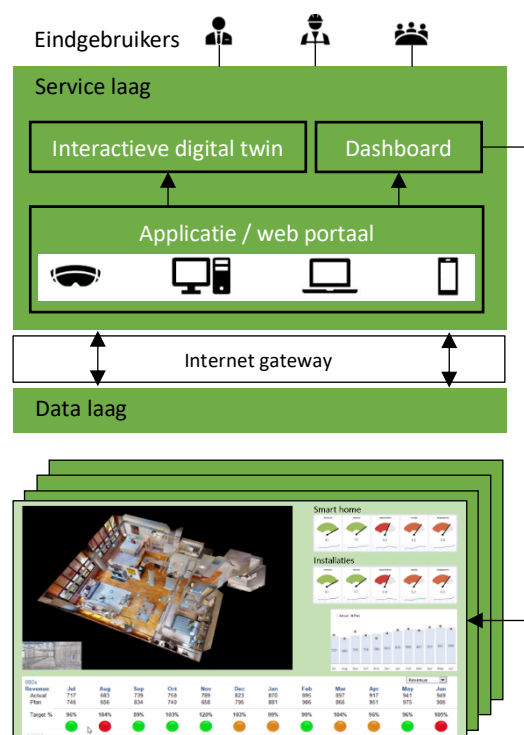 Eindgebruikers
Service laag
Interactieve digital twin
Dashboard
Applicatie / web portaal
Internet gateway
Data laag
Smart home
Installaties
Revenue
Revenue Jul Aug Sep Oct Nov Dec Jan Feb Mar Apr May Jun
Actual 717 683 739 758 789 823 870 895 897 917 941 949
Plan 746 656 834 740 658 795 881 906 866 951 975 905
Target % 96% 104% 89% 103% 120% 103% 99% 99% 104% 96% 96% 105%